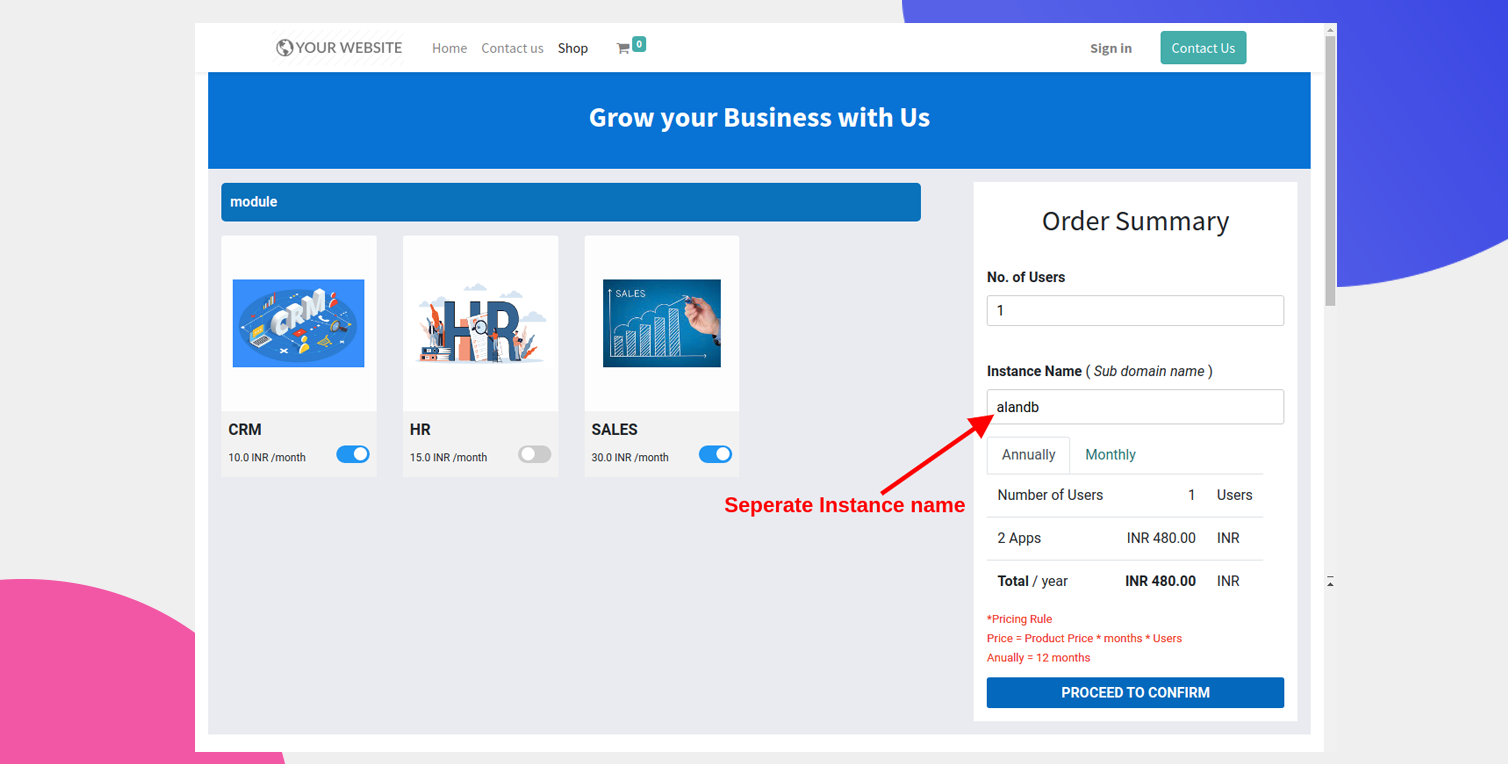 YOUR WEBSITE Home Contact us Shop 0 Sign in Contact Us
Grow your Business with Us
module
CRM
HR
SALES
CRM
10.0 INR /month
HR
15.0 INR /month
SALES
30.0 INR /month
Seperate Instance name
Order Summary
No. of Users
1
Instance Name ( Sub domain name )
alandb
Annually Monthly
Number of Users 1 Users
2 Apps INR 480.00 INR
Total / year INR 480.00 INR
*Pricing Rule
Price = Product Price * months * Users
Anually = 12 months
PROCEED TO CONFIRM